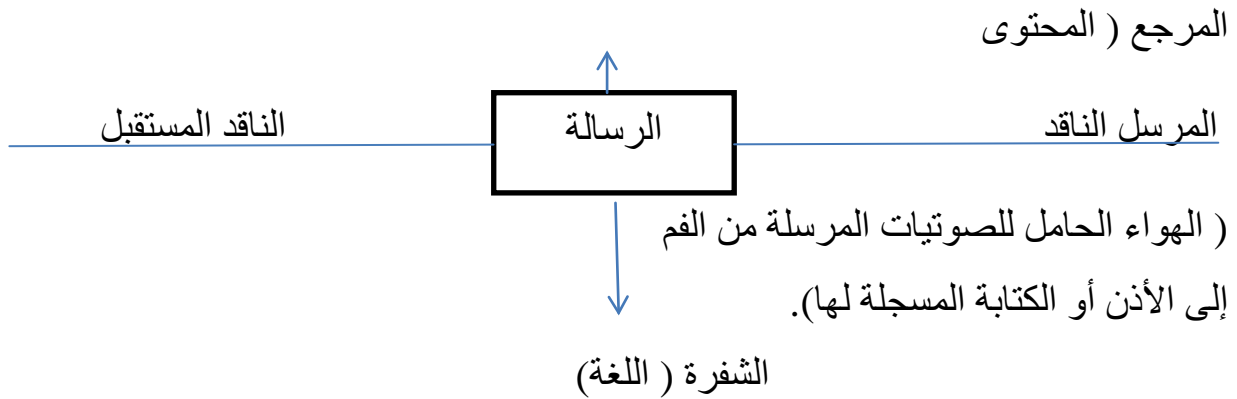 المرجع ( المحتوى
المرسل الناقد
الرسالة
الناقد المستقبل
( الهواء الحامل للصوتيات المرسلة من الفم
إلى الأذن أو الكتابة المسجلة لها).
الشفرة ( اللغة)